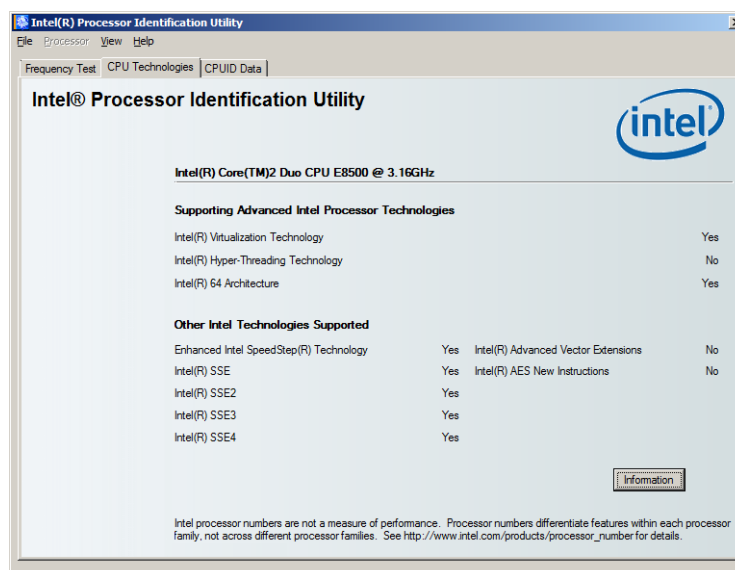 Intel(R) Processor Identification Utility
File Processor View Help
Frequency Test CPU Technologies CPUID Data
Intel® Processor Identification Utility
intel
Intel(R) Core(TM)2 Duo CPU E8500 @ 3.16GHz
Supporting Advanced Intel Processor Technologies
Intel(R) Virtualization Technology Yes
Intel(R) Hyper-Threading Technology No
Intel(R) 64 Architecture Yes
Other Intel Technologies Supported
Enhanced Intel SpeedStep(R) Technology Yes Intel(R) Advanced Vector Extensions No
Intel(R) SSE Yes Intel(R) AES New Instructions No
Intel(R) SSE2 Yes
Intel(R) SSE3 Yes
Intel(R) SSE4 Yes
Information
Intel processor numbers are not a measure of performance. Processor numbers differentiate features within each processor
family, not across different processor families. See http://www.intel.com/products/processor_number for details.